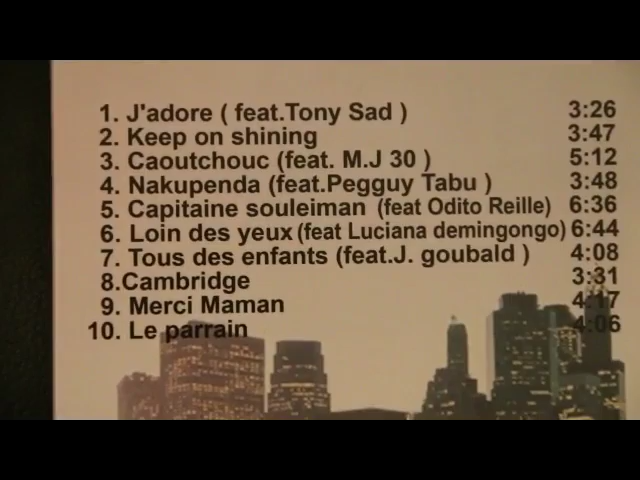 1. J'adore ( feat.Tony Sad ) 3:26
2. Keep on shining 3:47
3. Caoutchouc (feat. M.J 30 ) 5:12
4. Nakupenda (feat.Pegguy Tabu ) 3:48
5. Capitaine souleiman (feat Odito Reille) 6:36
6. Loin des yeux (feat Luciana demingongo) 6:44
7. Tous des enfants (feat.J. goubald ) 4:08
8.Cambridge 3:31
9. Merci Maman 4:17
10. Le parrain 4:06